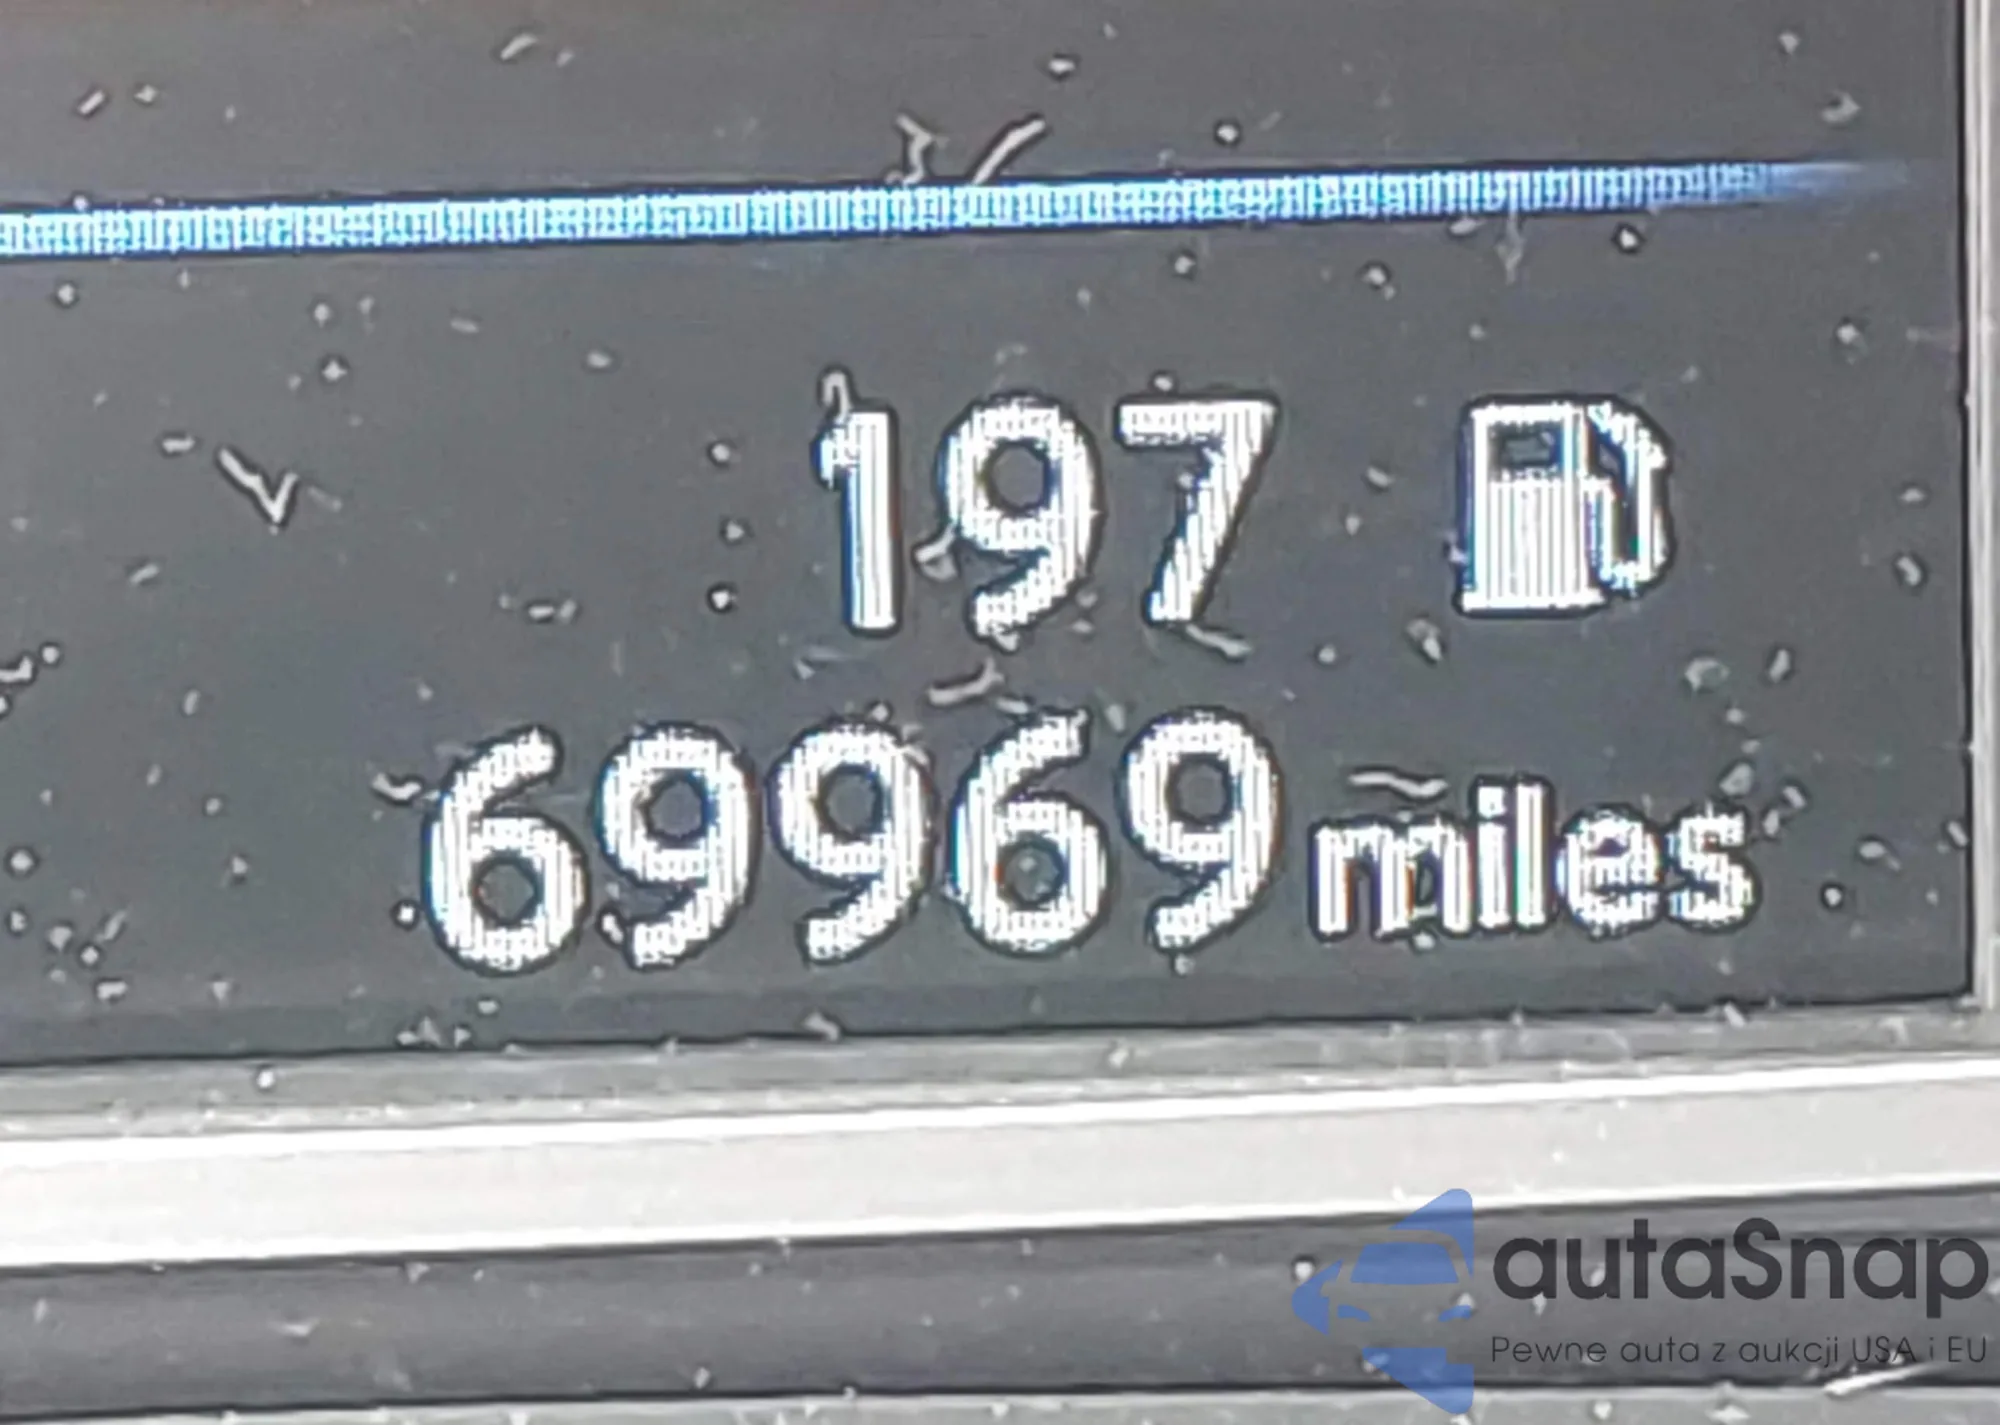 197
69969 miles
autaSnap
Pewne auta z aukcji USA i EU